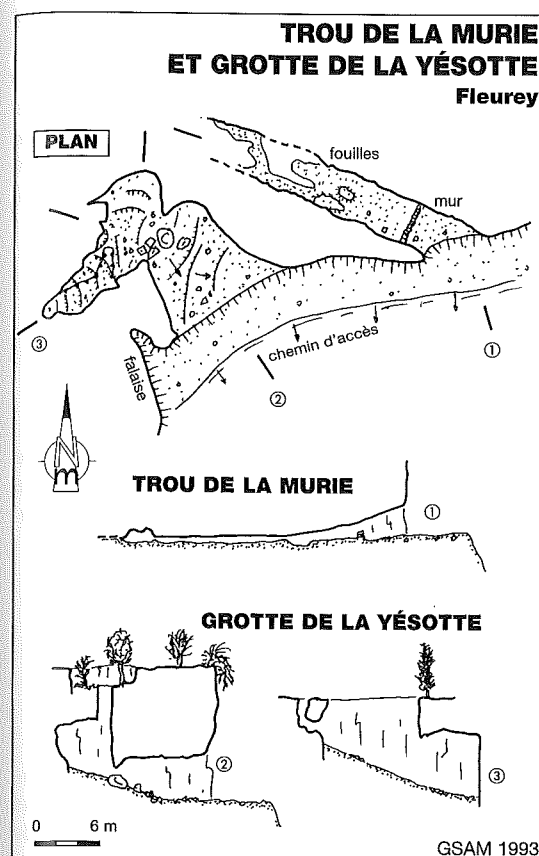 TROU DE LA MURIE
ET GROTTE DE LA YÉSOTTE
Fleurey
PLAN
fouilles
mur
chemin d'accès
falaise
①
②
③
N
M
TROU DE LA MURIE
①
GROTTE DE LA YÉSOTTE
②
③
0 6 m
GSAM 1993